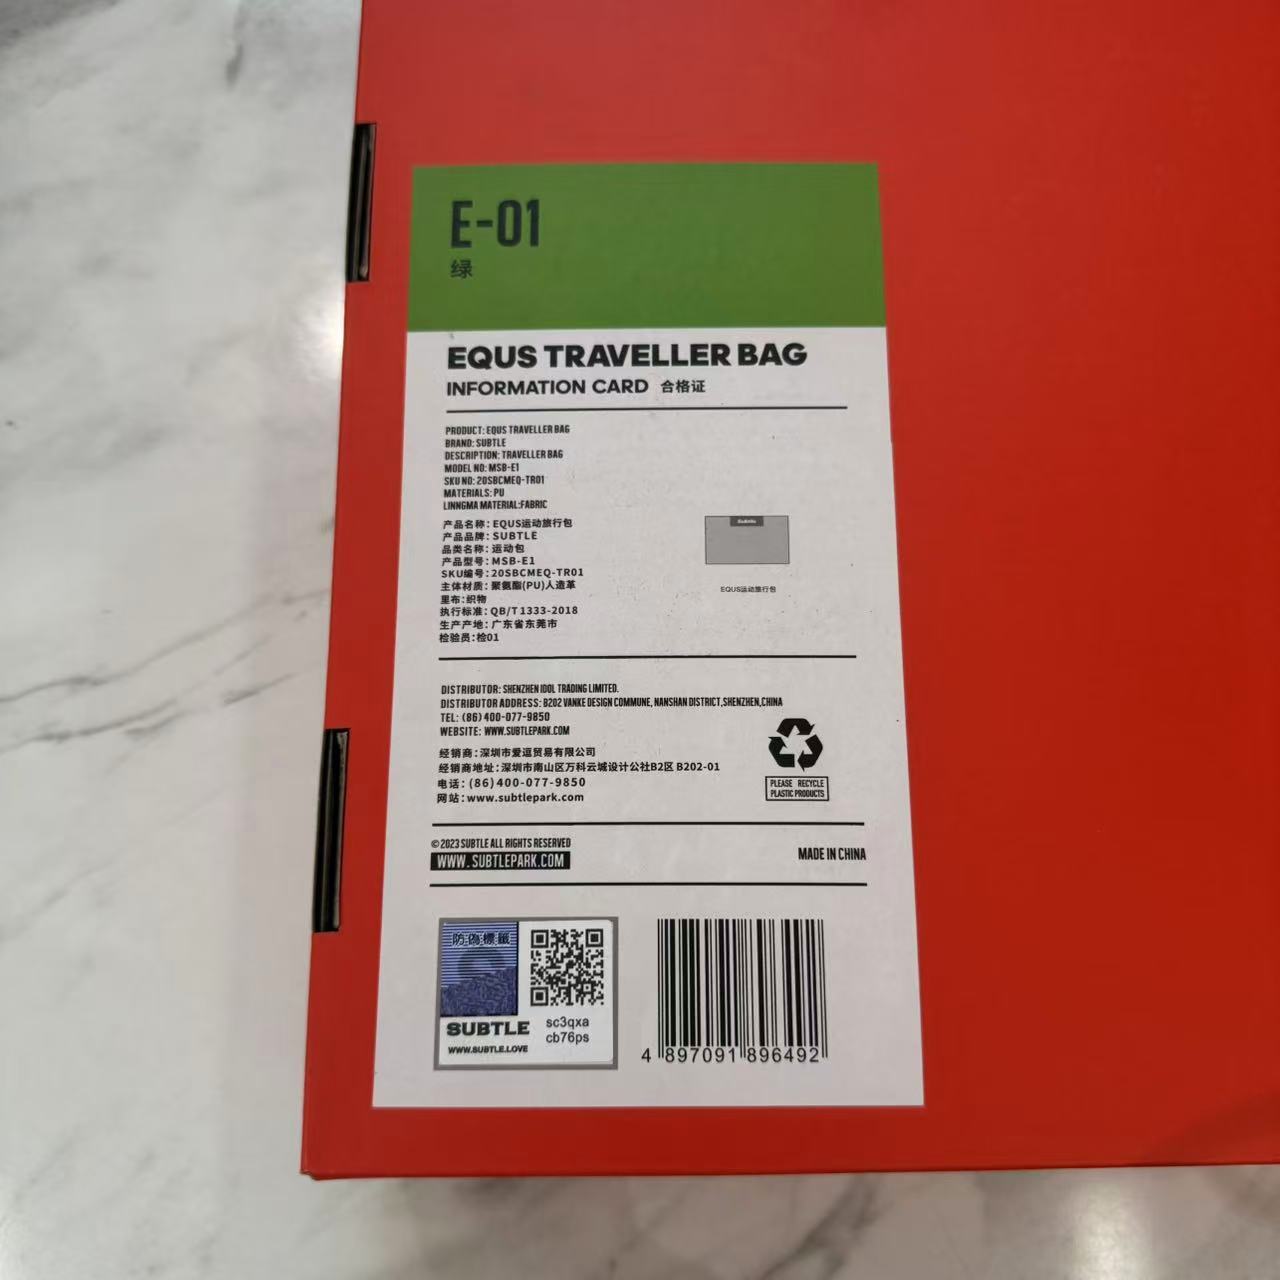 E-01
绿
EQUS TRAVELLER BAG
INFORMATION CARD 合格证
PRODUCT: EQUS TRAVELLER BAG
BRAND: SUBTLE
DESCRIPTION: TRAVELLER BAG
MODEL NO: MSB-E1
SKU NO: 20SBCMEQ-TR01
MATERIALS: PU
LINNGMA MATERIAL:FABRIC
产品名称：EQUS运动旅行包
产品品牌：SUBTLE
品类名称：运动包
产品型号：MSB-E1
SKU编号：20SBCMEQ-TR01
主体材质：聚氨酯(PU)人造革
里布：织物
执行标准：QB/T 1333-2018
生产产地：广东省东莞市
检验员：检01
Subtle
EQUS运动旅行包
DISTRIBUTOR: SHENZHEN IDOL TRADING LIMITED.
DISTRIBUTOR ADDRESS: B202 VANKE DESIGN COMMUNE, NANSHAN DISTRICT,SHENZHEN,CHINA
TEL: (86) 400-077-9850
WEBSITE: WWW.SUBTLEPARK.COM
经销商：深圳市爱逗贸易有限公司
经销商地址：深圳市南山区万科云城设计公社B2区 B202-01
电话：(86)400-077-9850
网站：www.subtlepark.com
PLEASE RECYCLE
PLASTIC PRODUCTS
© 2023 SUBTLE ALL RIGHTS RESERVED
WWW.SUBTLEPARK.COM
MADE IN CHINA
防偽標籤
SUBTLE
WWW.SUBTLE.LOVE
sc3qxa
cb76ps
4 897091 896492